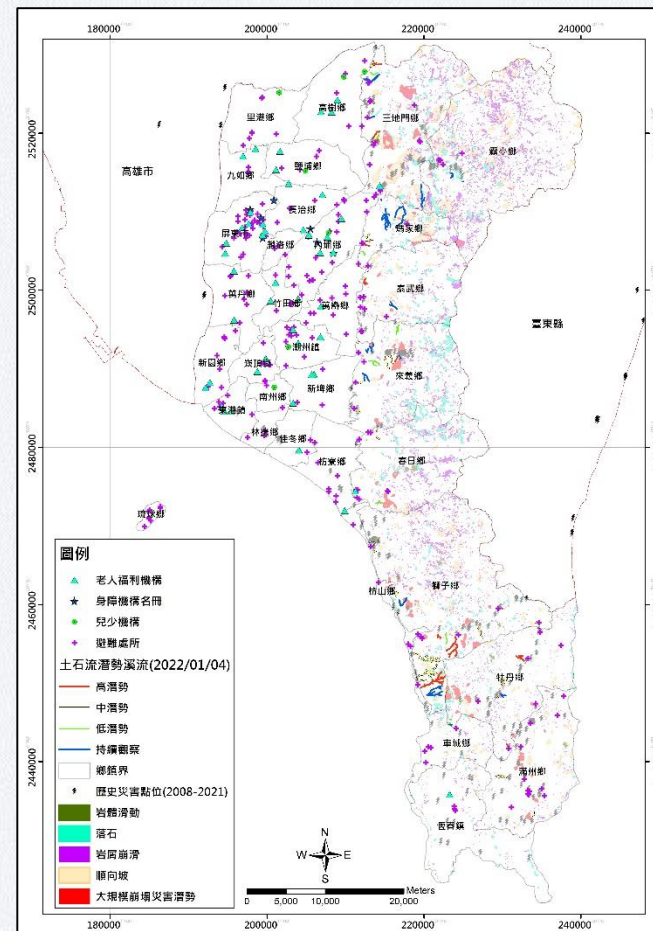 180000 200000 220000 240000
2520000
2500000
2480000
2460000
2440000
高雄市
臺東縣
里港鄉
高樹鄉
三地門鄉
霧台鄉
九如鄉
鹽埔鄉
長治鄉
屏東市
麟洛鄉
內埔鄉
瑪家鄉
萬丹鄉
竹田鄉
萬巒鄉
泰武鄉
潮州鎮
新園鄉
崁頂鄉
來義鄉
南州鄉
新埤鄉
東港鎮
林邊鄉
佳冬鄉
枋寮鄉
春日鄉
琉球鄉
枋山鄉
獅子鄉
牡丹鄉
車城鄉
滿州鄉
恆春鎮
圖例
老人福利機構
身障機構名冊
兒少機構
避難處所
土石流潛勢溪流(2022/01/04)
高潛勢
中潛勢
低潛勢
持續觀察
鄉鎮界
歷史災害點位(2008-2021)
岩體滑動
落石
岩屑崩滑
順向坡
大規模崩塌災害潛勢
N
W E
S
Meters
0 5,000 10,000 20,000
180000 200000 220000 240000